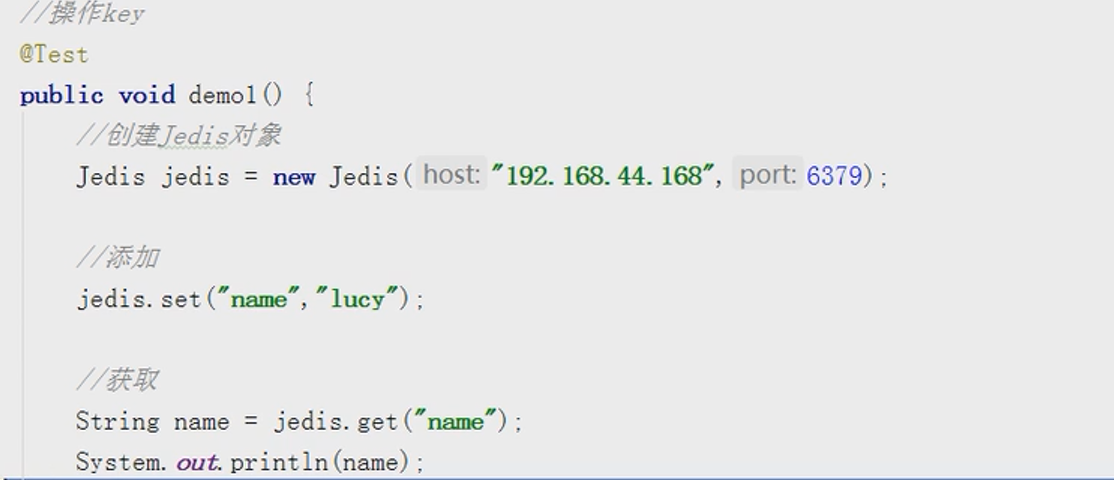 //操作key
@Test
public void demo1() {
//创建Jedis对象
Jedis jedis = new Jedis( host: "192.168.44.168", port: 6379);
//添加
jedis.set("name","lucy");
//获取
String name = jedis.get("name");
System.out.println(name);